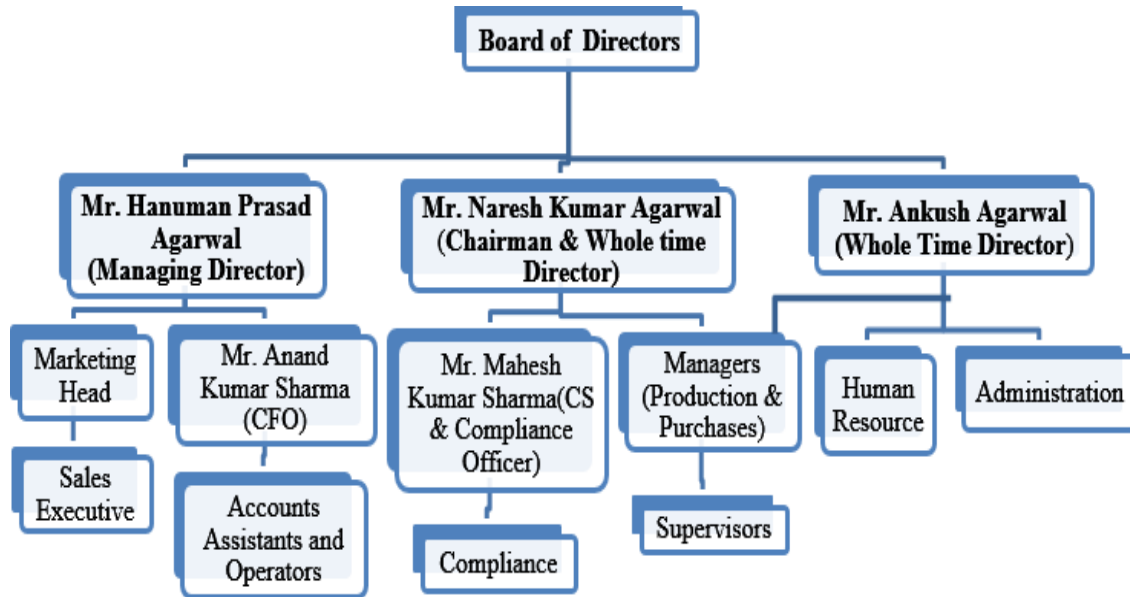 Board of Directors
Mr. Hanuman Prasad
Agarwal
(Managing Director)
Mr. Naresh Kumar Agarwal
(Chairman & Whole time
Director)
Mr. Ankush Agarwal
(Whole Time Director)
Marketing
Head
Mr. Anand
Kumar Sharma
(CFO)
Mr. Mahesh
Kumar Sharma(CS
& Compliance
Officer)
Managers
(Production &
Purchases)
Human
Resource
Administration
Sales
Executive
Accounts
Assistants and
Operators
Compliance
Supervisors